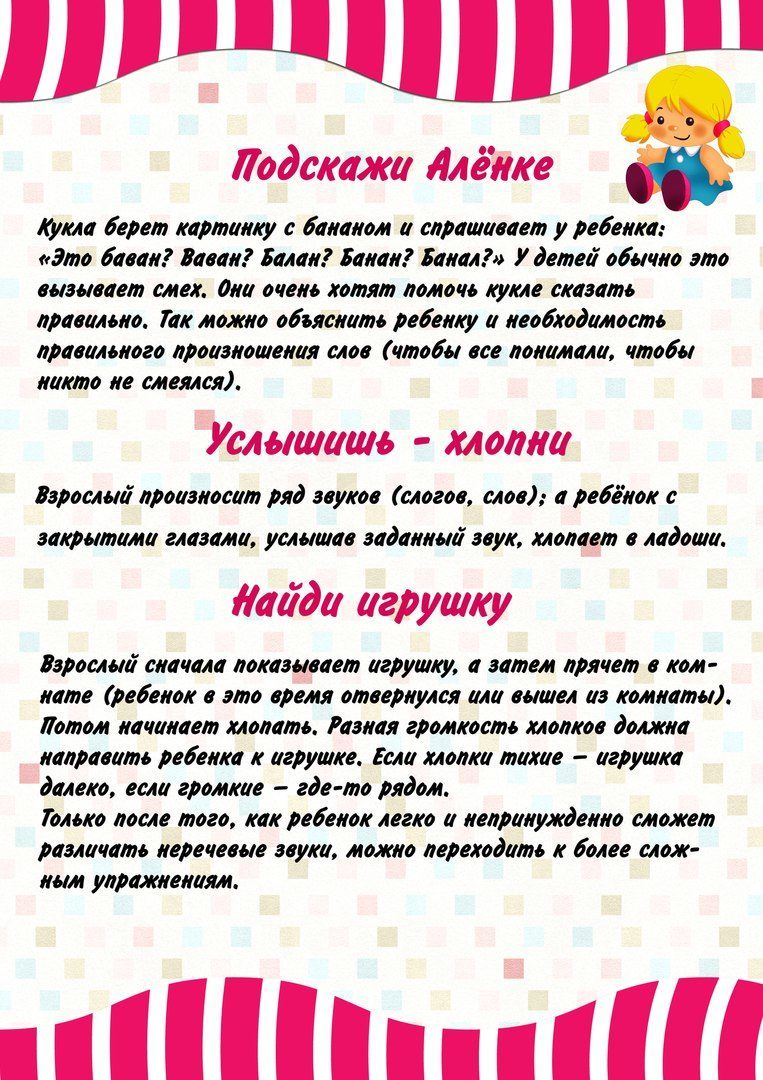 Подскажи Алёнке
Кукла берет картинку с бананом и спрашивает у ребенка:
«Это баван? Ваван? Балан? Банан? Банал?» У детей обычно это
вызывает смех. Они очень хотят помочь кукле сказать
правильно. Так можно объяснить ребенку и необходимость
правильного произношения слов (чтобы все понимали, чтобы
никто не смеялся).
Услышишь - хлопни
Взрослый произносит ряд звуков (слогов, слов); а ребёнок с
закрытими глазами, услышав заданный звук, хлопает в ладоши.
Найди игрушку
Взрослый сначала показывает игрушку, а затем прячет в ком-
нате (ребенок в это время отвернулся или вышел из комнаты).
Потом начинает хлопать. Разная громкость хлопков должна
направить ребенка к игрушке. Если хлопки тихие – игрушка
далеко, если громкие – где-то рядом.
Только после того, как ребенок легко и непринужденно сможет
различать неречевые звуки, можно переходить к более слож-
ным упражнениям.